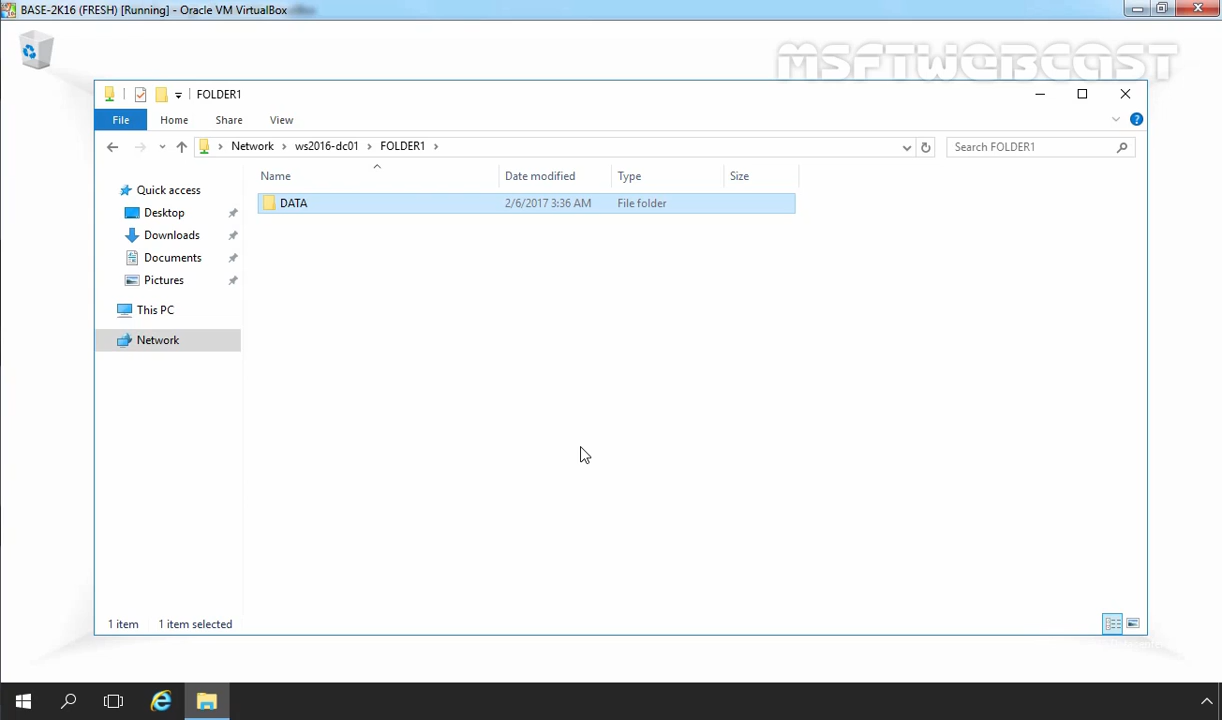 BASE-2K16 (FRESH) [Running] - Oracle VM VirtualBox
MSFTWEBCAST
FOLDER1
File Home Share View
Network ws2016-dc01 FOLDER1
Search FOLDER1
Name Date modified Type Size
DATA 2/6/2017 3:36 AM File folder
Quick access
Desktop
Downloads
Documents
Pictures
This PC
Network
1 item 1 item selected